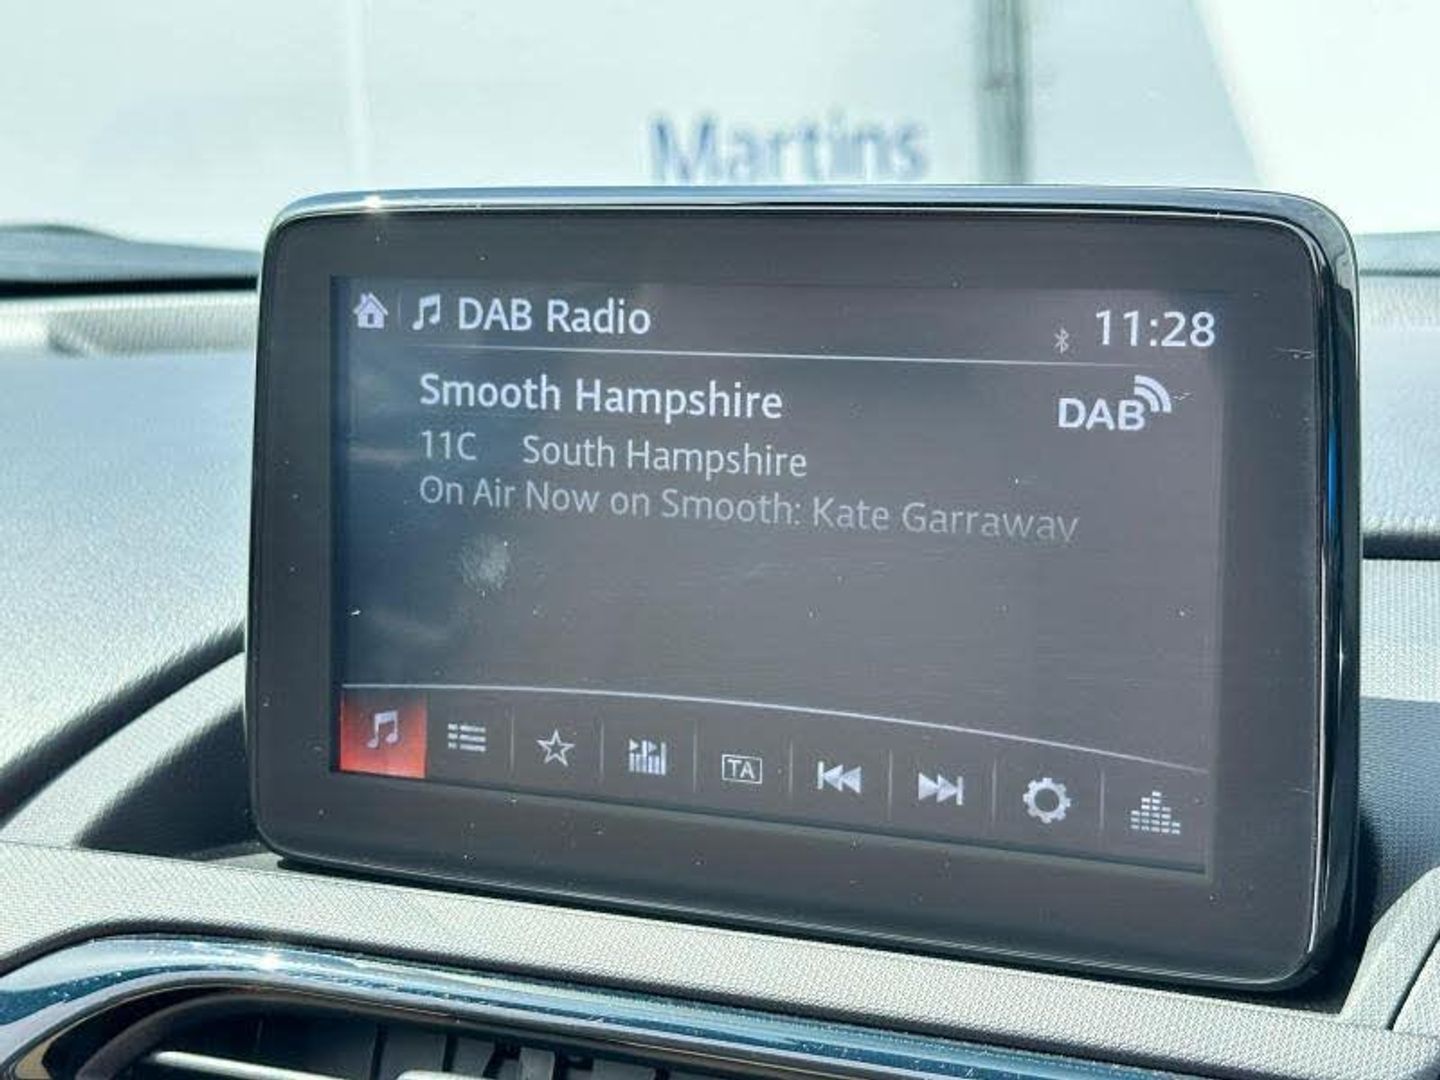 Martins
DAB Radio
11:28
Smooth Hampshire
DAB
11C South Hampshire
On Air Now on Smooth: Kate Garraway
TA